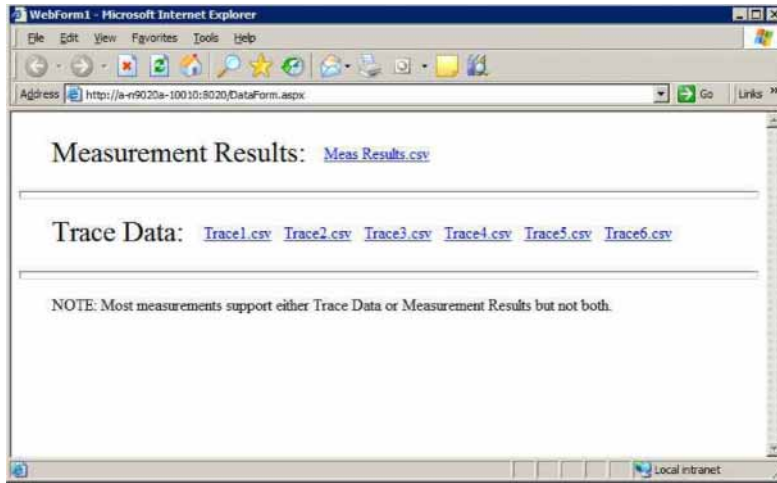 WebForm1 - Microsoft Internet Explorer
File Edit View Favorites Tools Help
Address http://a-n9020a-10010:8020/DataForm.aspx Go Links »
Measurement Results: Meas Results.csv
Trace Data: Trace1.csv Trace2.csv Trace3.csv Trace4.csv Trace5.csv Trace6.csv
NOTE: Most measurements support either Trace Data or Measurement Results but not both.
Local intranet